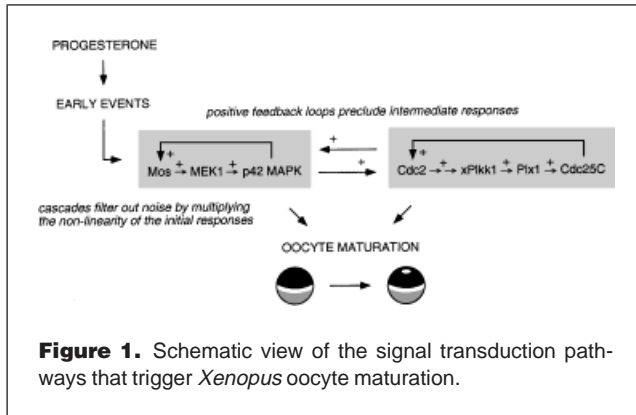 PROGESTERONE
EARLY EVENTS
positive feedback loops preclude intermediate responses
+ + + +
Mos → MEK1 → p42 MAPK
+ + + + +
Cdc2 → → xPlkk1 → Plx1 → Cdc25C
cascades filter out noise by multiplying
the non-linearity of the initial responses
OOCYTE MATURATION
Figure 1. Schematic view of the signal transduction path-
ways that trigger Xenopus oocyte maturation.